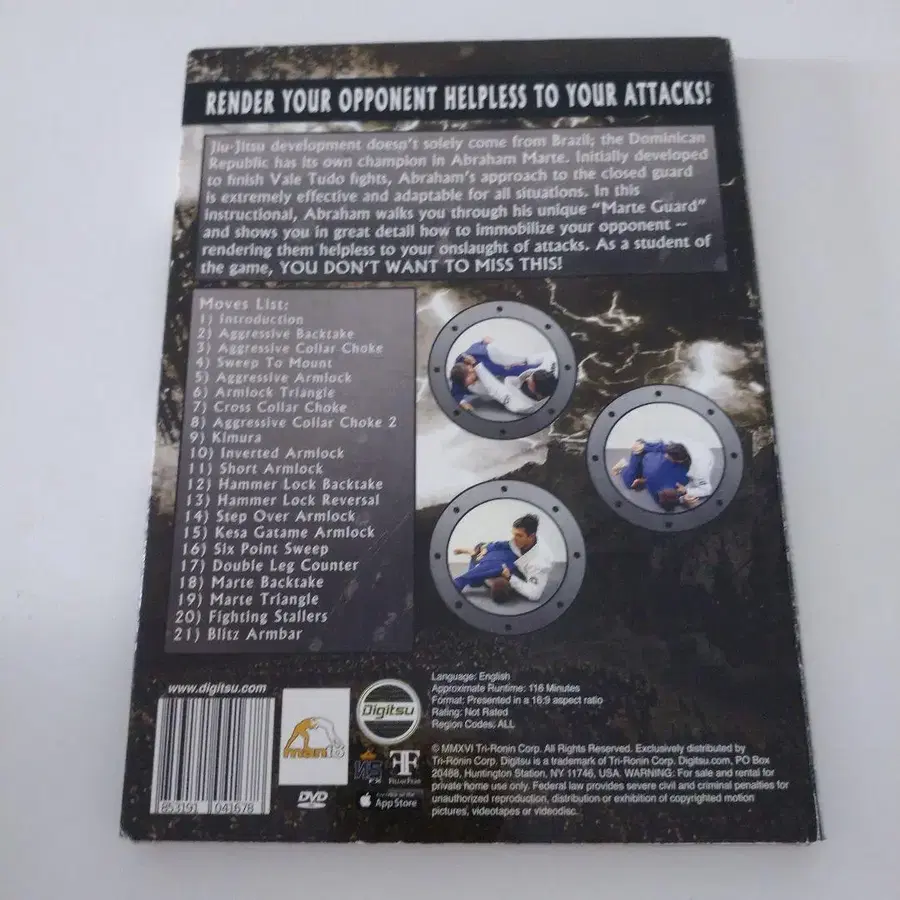 RENDER YOUR OPPONENT HELPLESS TO YOUR ATTACKS!
Jiu-Jitsu development doesn't solely come from Brazil; the Dominican
Republic has its own champion in Abraham Marte. Initially developed
to finish Vale Tudo fights, Abraham's approach to the closed guard
is extremely effective and adaptable for all situations. In this
instructional, Abraham walks you through his unique "Marte Guard"
and shows you in great detail how to immobilize your opponent --
rendering them helpless to your onslaught of attacks. As a student of
the game, YOU DON'T WANT TO MISS THIS!
Moves List:
1) Introduction
2) Aggressive Backtake
3) Aggressive Collar Choke
4) Sweep To Mount
5) Aggressive Armlock
6) Armlock Triangle
7) Cross Collar Choke
8) Aggressive Collar Choke 2
9) Kimura
10) Inverted Armlock
11) Short Armlock
12) Hammer Lock Backtake
13) Hammer Lock Reversal
14) Step Over Armlock
15) Kesa Gatame Armlock
16) Six Point Sweep
17) Double Leg Counter
18) Marte Backtake
19) Marte Triangle
20) Fighting Stallers
21) Blitz Armbar
www.digitsu.com
853191 041678
DVD
Digitsu
App Store
Language: English
Approximate Runtime: 116 Minutes
Format: Presented in a 16:9 aspect ratio
Rating: Not Rated
Region Codes: ALL
© MMXVI Tri-Ronin Corp. All Rights Reserved. Exclusively distributed by
Tri-Ronin Corp. Digitsu is a trademark of Tri-Ronin Corp. Digitsu.com, PO Box
20488, Huntington Station, NY 11746, USA. WARNING: For sale and rental for
private home use only. Federal law provides severe civil and criminal penalties for
unauthorized reproduction, distribution or exhibition of copyrighted motion
pictures, videotapes or videodisc.